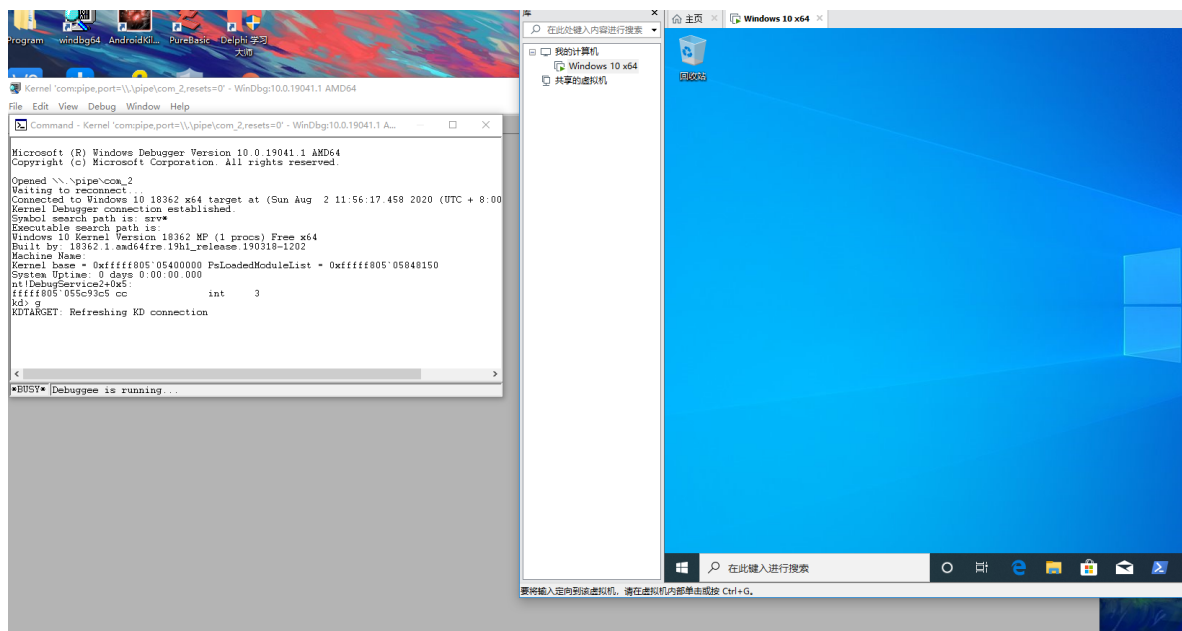 Program
windbg64
AndroidKil...
PureBasic
Delphi 学习
大师
Kernel 'com:pipe,port=\\.\pipe\com_2,resets=0' - WinDbg:10.0.19041.1 AMD64
File Edit View Debug Window Help
Command - Kernel 'com:pipe,port=\\.\pipe\com_2,resets=0' - WinDbg:10.0.19041.1 A...
Microsoft (R) Windows Debugger Version 10.0.19041.1 AMD64
Copyright (c) Microsoft Corporation. All rights reserved.
Opened \\.\pipe\com_2
Waiting to reconnect...
Connected to Windows 10 18362 x64 target at (Sun Aug  2 11:56:17.458 2020 (UTC + 8:00
Kernel Debugger connection established.
Symbol search path is: srv*
Executable search path is:
Windows 10 Kernel Version 18362 MP (1 procs) Free x64
Built by: 18362.1.amd64fre.19h1_release.190318-1202
Machine Name:
Kernel base = 0xfffff805`05400000 PsLoadedModuleList = 0xfffff805`05848150
System Uptime: 0 days 0:00:00.000
nt!DebugService2+0x5:
fffff805`055c93c5 cc int 3
kd> g
KDTARGET: Refreshing KD connection
*BUSY* Debuggee is running...
在此处键入内容进行搜索
我的计算机
Windows 10 x64
共享的虚拟机
主页
Windows 10 x64
回收站
在此键入进行搜索
要将输入定向到该虚拟机，请在虚拟机内部单击或按 Ctrl+G。